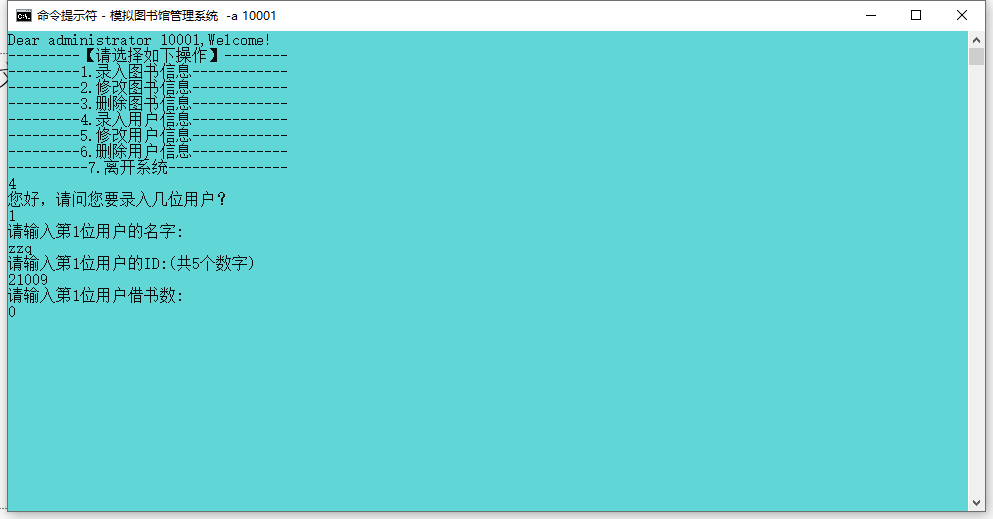 命令提示符 - 模拟图书馆管理系统 -a 10001
Dear administrator 10001,Welcome!
---------【请选择如下操作】--------
---------1.录入图书信息------------
---------2.修改图书信息------------
---------3.删除图书信息------------
---------4.录入用户信息------------
---------5.修改用户信息------------
---------6.删除用户信息------------
----------7.离开系统---------------
4
您好，请问您要录入几位用户？
1
请输入第1位用户的名字:
zzq
请输入第1位用户的ID:(共5个数字)
21009
请输入第1位用户借书数:
0